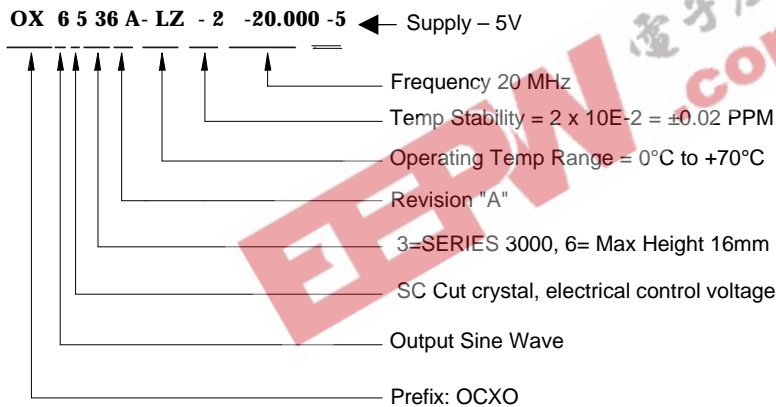 OX 6 5 36 A- LZ - 2 -20.000 -5 Supply – 5V
Frequency 20 MHz
Temp Stability = 2 x 10E-2 = ±0.02 PPM
Operating Temp Range = 0°C to +70°C
Revision "A"
3=SERIES 3000, 6= Max Height 16mm
SC Cut crystal, electrical control voltage
Output Sine Wave
Prefix: OCXO
EEPW
.com